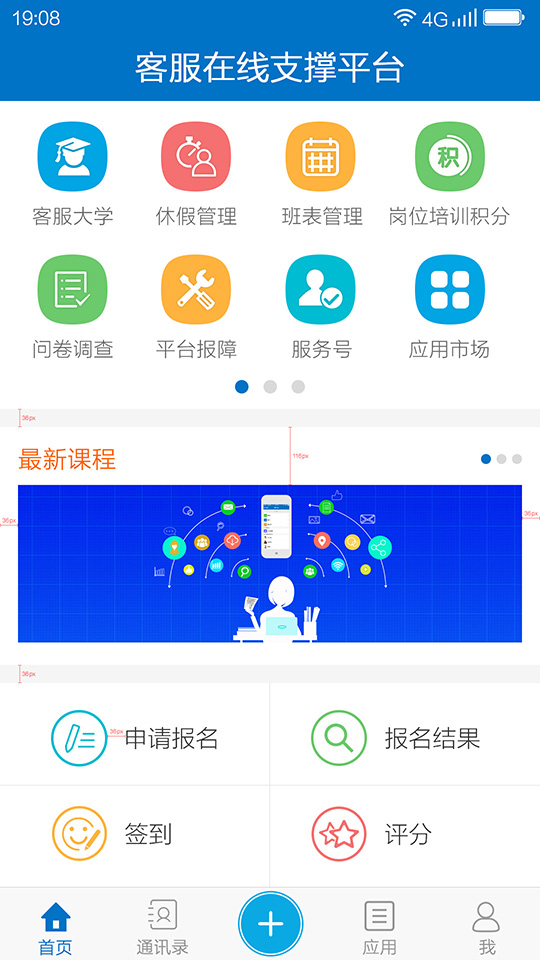 19:08
4G
客服在线支撑平台
积
客服大学 休假管理 班表管理 岗位培训积分
问卷调查 平台报障 服务号 应用市场
36px
116px
最新课程
36px 36px
36px
申请报名 36px 报名结果
签到 评分
首页 通讯录 应用 我